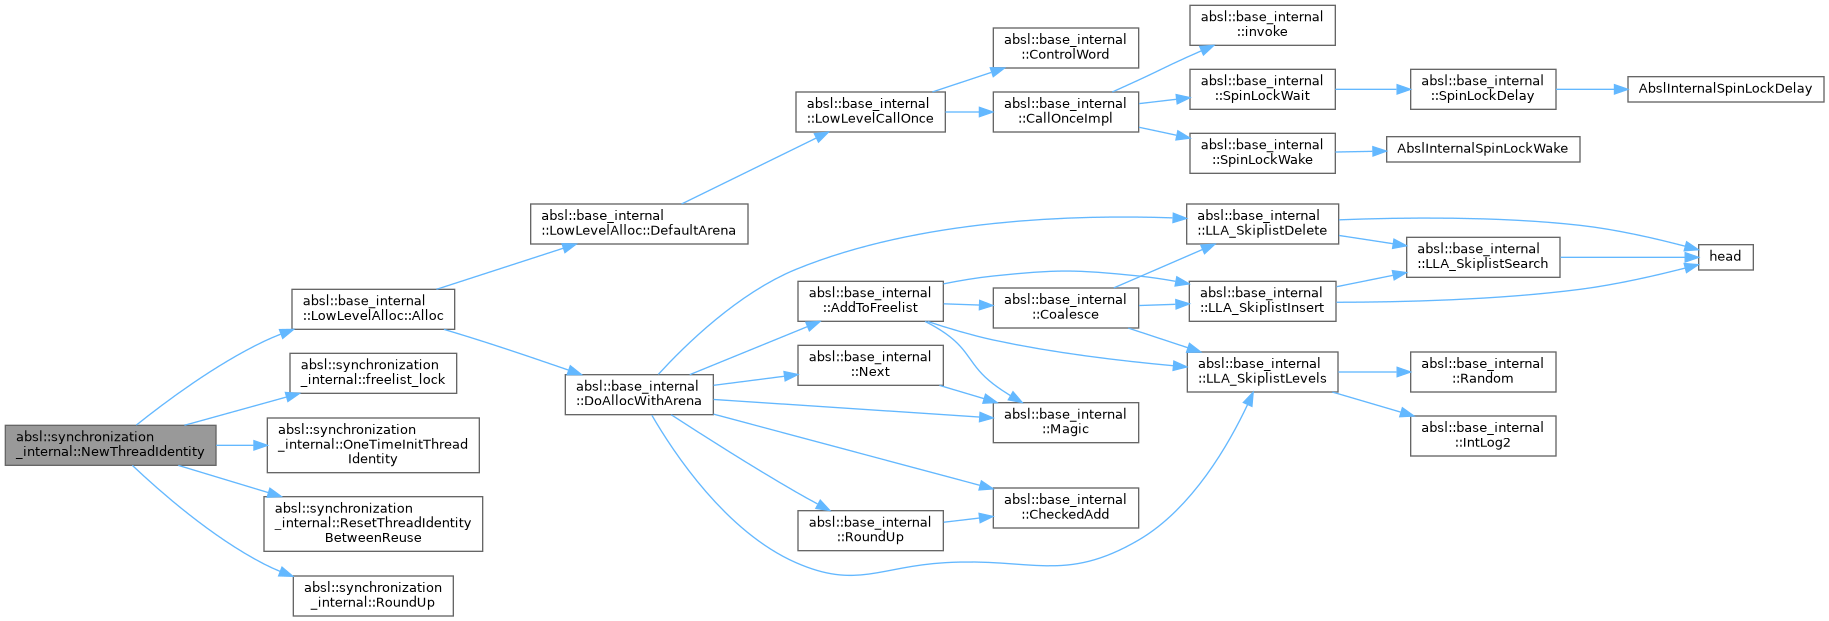 absl::base_internal
::invoke
absl::base_internal
::ControlWord
absl::base_internal
::SpinLockWait
absl::base_internal
::SpinLockDelay
AbslInternalSpinLockDelay
absl::base_internal
::LowLevelCallOnce
absl::base_internal
::CallOnceImpl
absl::base_internal
::SpinLockWake
AbslInternalSpinLockWake
absl::base_internal
::LowLevelAlloc::DefaultArena
absl::base_internal
::LLA_SkiplistDelete
absl::base_internal
::LLA_SkiplistSearch
head
absl::base_internal
::LowLevelAlloc::Alloc
absl::base_internal
::AddToFreelist
absl::base_internal
::Coalesce
absl::base_internal
::LLA_SkiplistInsert
absl::synchronization
_internal::freelist_lock
absl::base_internal
::DoAllocWithArena
absl::base_internal
::Next
absl::base_internal
::LLA_SkiplistLevels
absl::base_internal
::Random
absl::base_internal
::Magic
absl::base_internal
::IntLog2
absl::synchronization
_internal::NewThreadIdentity
absl::synchronization
_internal::OneTimeInitThread
Identity
absl::synchronization
_internal::ResetThreadIdentity
BetweenReuse
absl::base_internal
::RoundUp
absl::base_internal
::CheckedAdd
absl::synchronization
_internal::RoundUp